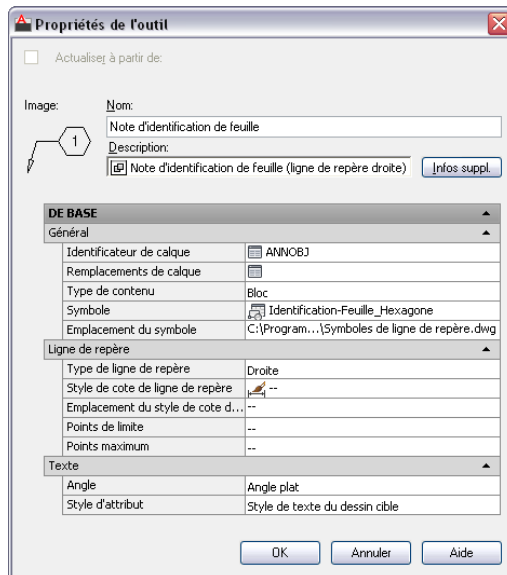 Propriétés de l'outil
Actualiser à partir de:
Image:
Nom:
Note d'identification de feuille
1
Description:
Note d'identification de feuille (ligne de repère droite)
Infos suppl.
DE BASE
Général
Identificateur de calque ANNOBJ
Remplacements de calque
Type de contenu Bloc
Symbole Identification-Feuille_Hexagone
Emplacement du symbole C:\Program...\Symboles de ligne de repère.dwg
Ligne de repère
Type de ligne de repère Droite
Style de cote de ligne de repère --
Emplacement du style de cote d... --
Points de limite --
Points maximum --
Texte
Angle Angle plat
Style d'attribut Style de texte du dessin cible
OK Annuler Aide